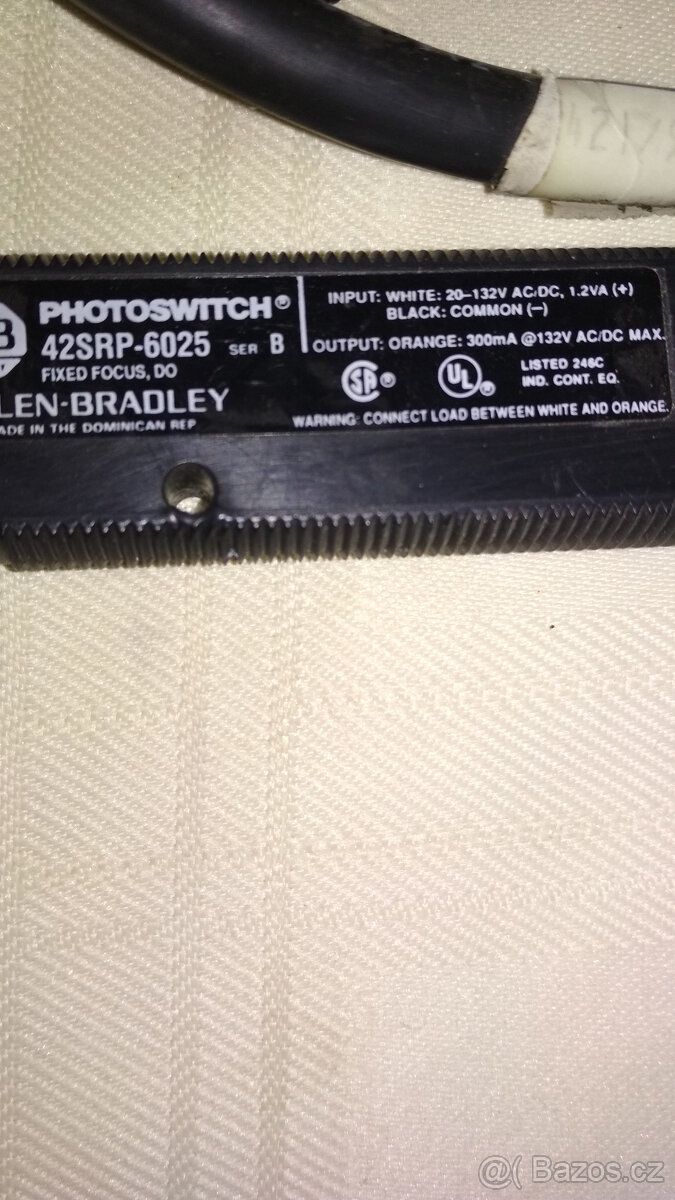 PHOTOSWITCH®
42SRP-6025 SER B
FIXED FOCUS, DO
LEN-BRADLEY
ADE IN THE DOMINICAN REP
INPUT: WHITE: 20-132V AC/DC, 1.2VA (+)
BLACK: COMMON (-)
OUTPUT: ORANGE: 300mA @132V AC/DC MAX.
SA® UL® LISTED 246C
IND. CONT. EQ.
WARNING: CONNECT LOAD BETWEEN WHITE AND ORANGE.
@( Bazos.cz